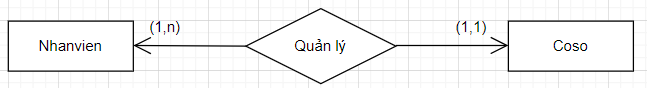 (1,n)
(1,1)
Nhanvien
Quản lý
Coso